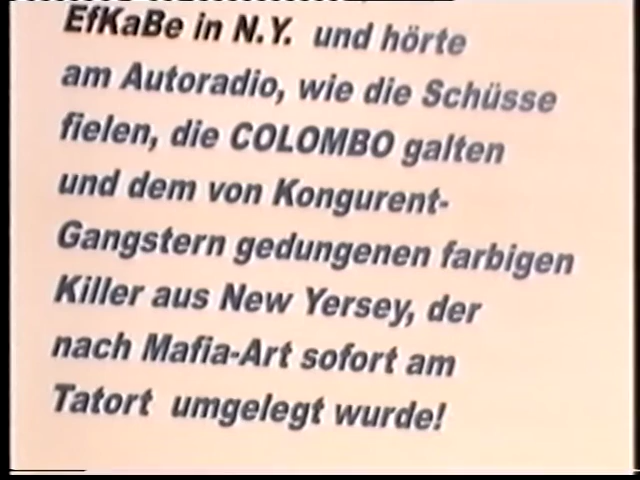 EfKaBe in N.Y. und hörte
am Autoradio, wie die Schüsse
fielen, die COLOMBO galten
und dem von Kongurent-
Gangstern gedungenen farbigen
Killer aus New Yersey, der
nach Mafia-Art sofort am
Tatort umgelegt wurde!